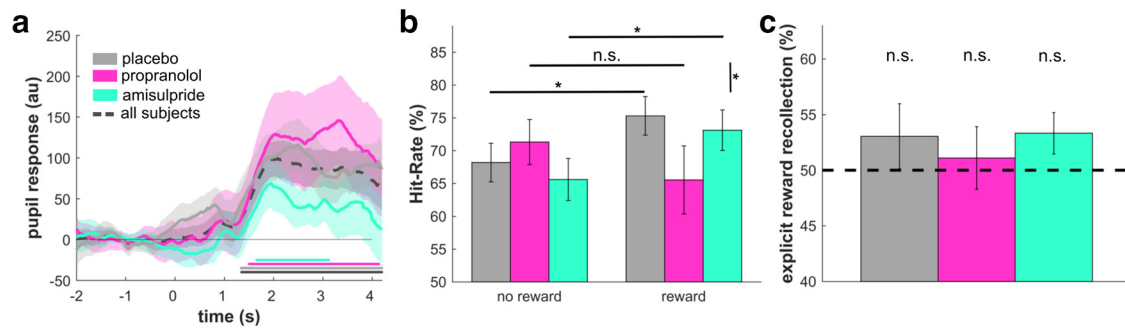 a
250
200
150
100
50
0
-50
pupil response (au)
placebo
propranolol
amisulpride
all subjects
-2 -1 0 1 2 3 4
time (s)
b
85
80
75
70
65
60
55
50
Hit-Rate (%)
*
n.s.
*
*
no reward reward
c
60
55
50
45
40
explicit reward recollection (%)
n.s. n.s. n.s.